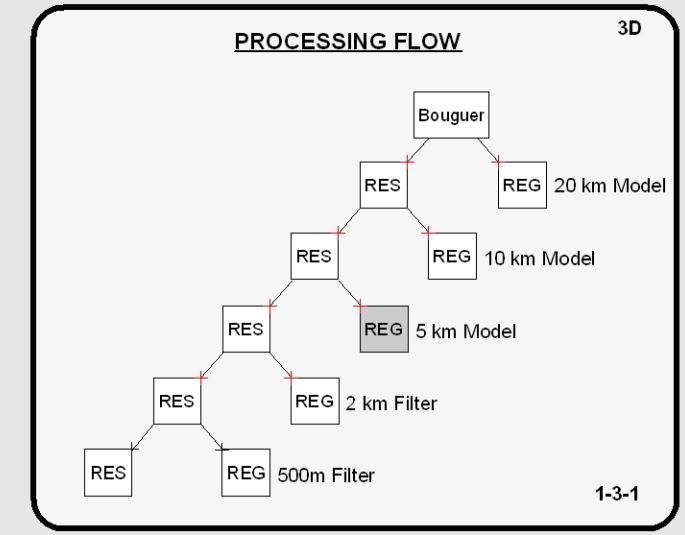 3D
PROCESSING FLOW
Bouguer
RES REG 20 km Model
RES REG 10 km Model
RES REG 5 km Model
RES REG 2 km Filter
RES REG 500m Filter
1-3-1